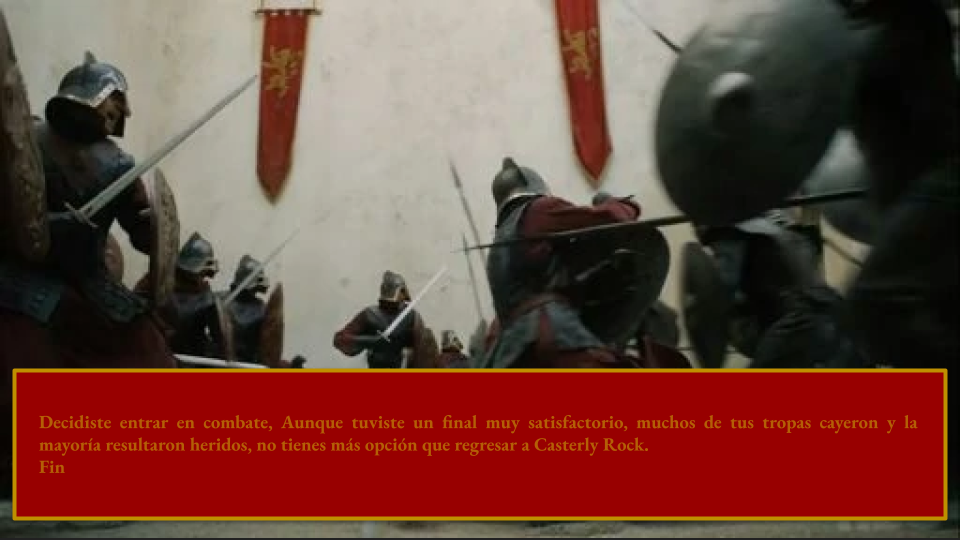 Decidiste entrar en combate, Aunque tuviste un final muy satisfactorio, muchos de tus tropas cayeron y la
mayoría resultaron heridos, no tienes más opción que regresar a Casterly Rock.
Fin